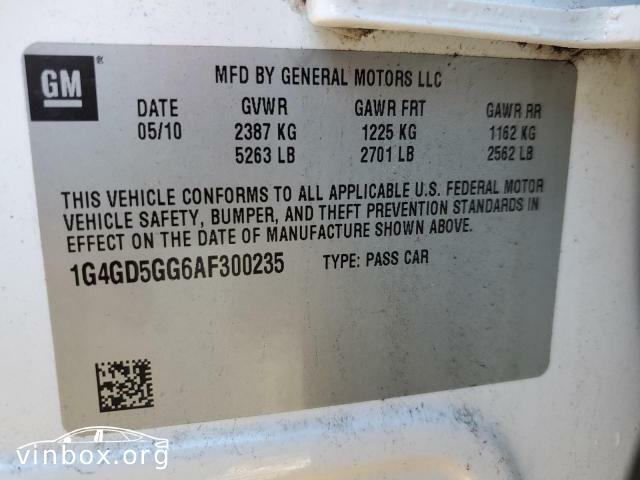 GM ®
MFD BY GENERAL MOTORS LLC
DATE GVWR GAWR FRT GAWR RR
05/10 2387 KG 1225 KG 1162 KG
5263 LB 2701 LB 2562 LB
THIS VEHICLE CONFORMS TO ALL APPLICABLE U.S. FEDERAL MOTOR
VEHICLE SAFETY, BUMPER, AND THEFT PREVENTION STANDARDS IN
EFFECT ON THE DATE OF MANUFACTURE SHOWN ABOVE.
1G4GD5GG6AF300235 TYPE: PASS CAR
vinbox.org